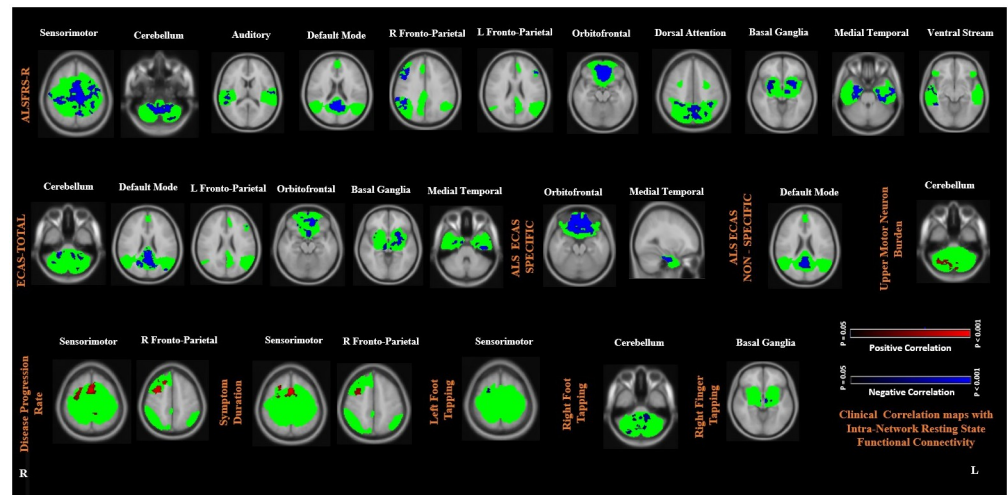 Sensorimotor Cerebellum Auditory Default Mode R Fronto-Parietal L Fronto-Parietal Orbitofrontal Dorsal Attention Basal Ganglia Medial Temporal Ventral Stream
ALSFRS-R
Cerebellum Default Mode L Fronto-Parietal Orbitofrontal Basal Ganglia Medial Temporal Orbitofrontal Medial Temporal Default Mode Cerebellum
ECAS-TOTAL
ALS ECAS
SPECIFIC
ALS ECAS
NON - SPECIFIC
Upper Motor Neuron
Burden
Sensorimotor R Fronto-Parietal Sensorimotor R Fronto-Parietal Sensorimotor Cerebellum Basal Ganglia
Disease Progression
Rate
Symptom
Duration
Left Foot
Tapping
Right Foot
Tapping
Right Finger
Tapping
P = 0.05
P < 0.001
Positive Correlation
P = 0.05
P < 0.001
Negative Correlation
Clinical Correlation maps with
Intra-Network Resting State
Functional Connectivity
R
L